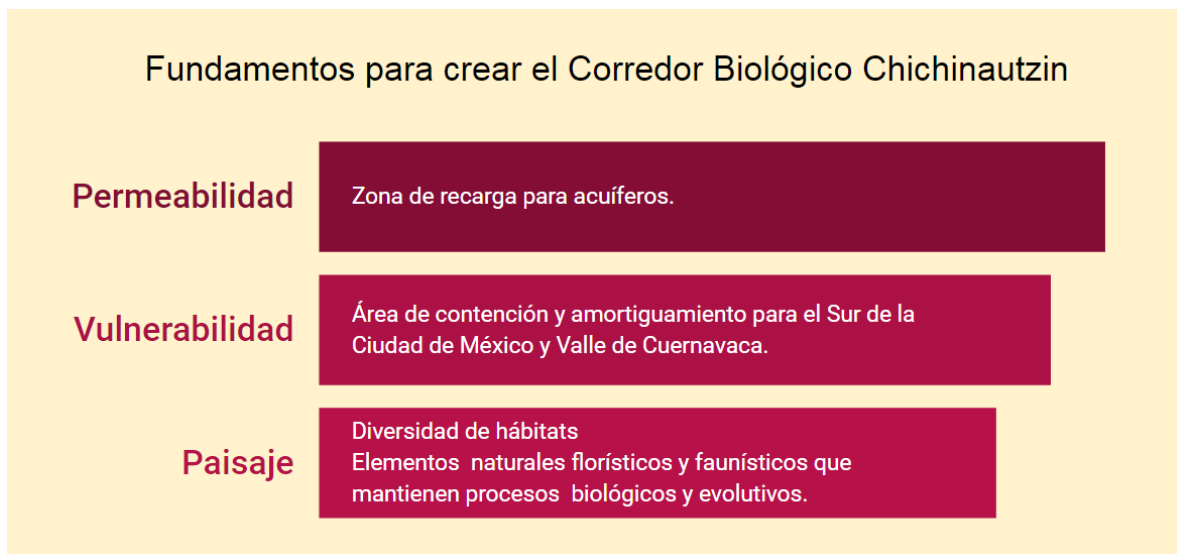 Fundamentos para crear el Corredor Biológico Chichinautzin
Permeabilidad
Zona de recarga para acuíferos.
Vulnerabilidad
Área de contención y amortiguamiento para el Sur de la
Ciudad de México y Valle de Cuernavaca.
Paisaje
Diversidad de hábitats
Elementos naturales florísticos y faunísticos que
mantienen procesos biológicos y evolutivos.